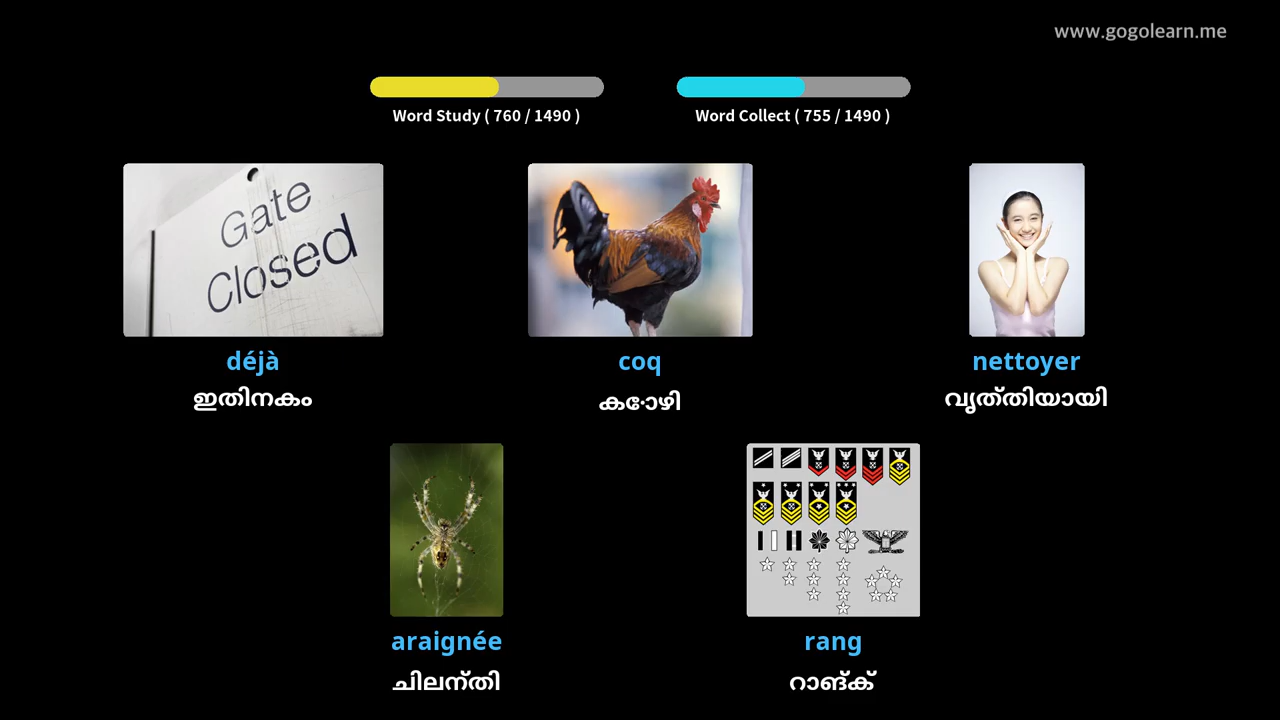 www.gogolearn.me
Word Study ( 760 / 1490 )
Word Collect ( 755 / 1490 )
Gate
Closed
déjà
coq
nettoyer
ഇതിനകം
കോഴി
വൃത്തിയായി
araignée
rang
ചിലന്തി
റാങ്ക്